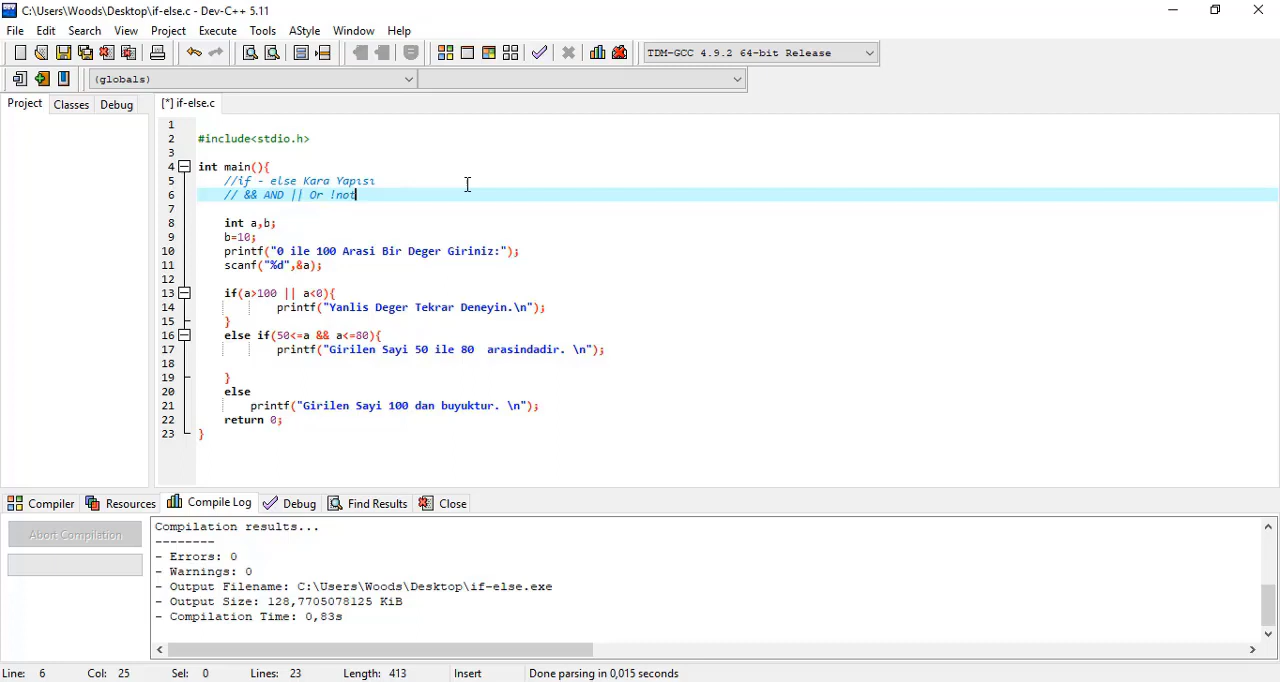 C:\Users\Woods\Desktop\if-else.c - Dev-C++ 5.11
File Edit Search View Project Execute Tools AStyle Window Help
TDM-GCC 4.9.2 64-bit Release
(globals)
Project Classes Debug [*] if-else.c
1
2 #include<stdio.h>
3
4 int main(){
5 //if - else Kara Yapısı
6 // && AND || Or !not
7
8 int a,b;
9 b=10;
10 printf("0 ile 100 Arasi Bir Deger Giriniz:");
11 scanf("%d",&a);
12
13 if(a>100 || a<0){
14 printf("Yanlis Deger Tekrar Deneyin.\n");
15 }
16 else if(50<=a && a<=80){
17 printf("Girilen Sayi 50 ile 80  arasindadir. \n");
18
19 }
20 else
21 printf("Girilen Sayi 100 dan buyuktur. \n");
22 return 0;
23 }
Compiler Resources Compile Log Debug Find Results Close
Abort Compilation
Compilation results...
--------
- Errors: 0
- Warnings: 0
- Output Filename: C:\Users\Woods\Desktop\if-else.exe
- Output Size: 128,7705078125 KiB
- Compilation Time: 0,83s
Line: 6 Col: 25 Sel: 0 Lines: 23 Length: 413 Insert Done parsing in 0,015 seconds